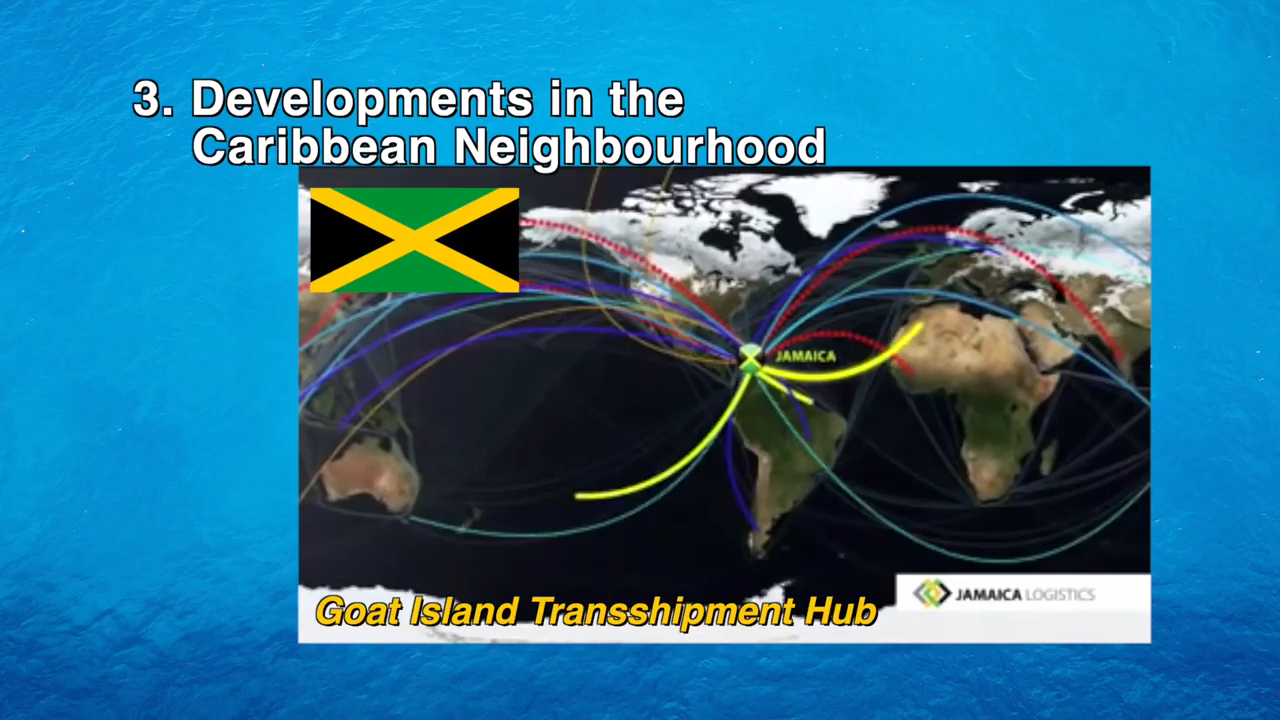 3. Developments in the
Caribbean Neighbourhood
JAMAICA
JAMAICA LOGISTICS
Goat Island Transshipment Hub